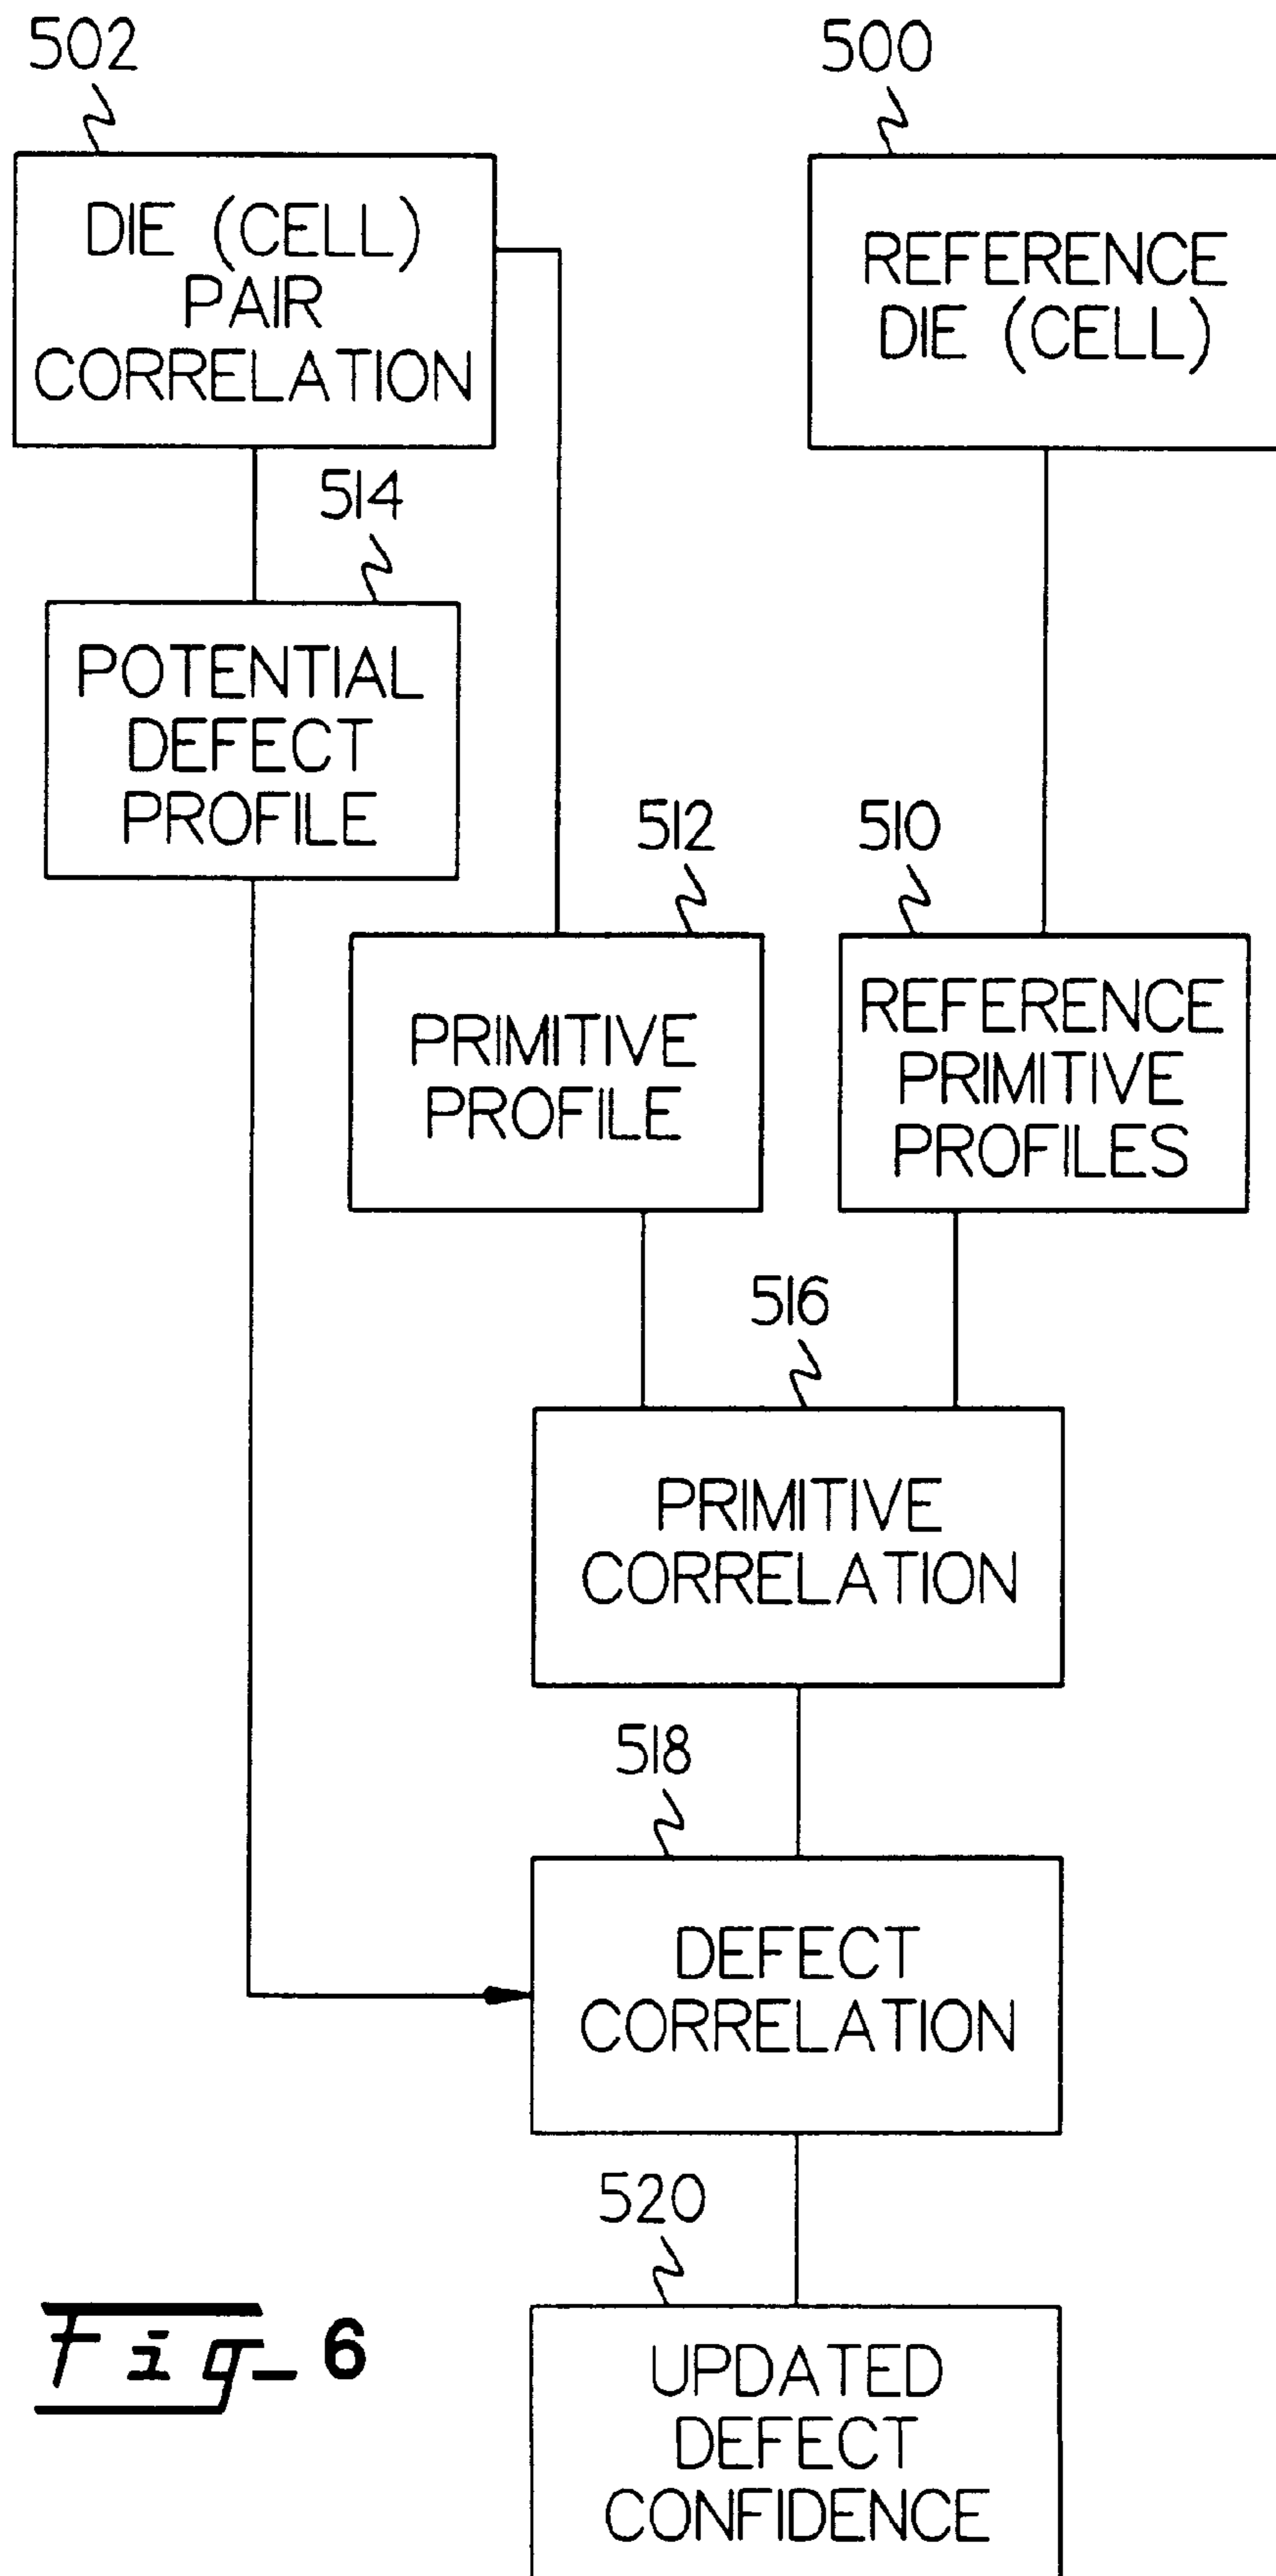 502
500
DIE (CELL)
PAIR
CORRELATION
REFERENCE
DIE (CELL)
514
POTENTIAL
DEFECT
PROFILE
512
510
PRIMITIVE
PROFILE
REFERENCE
PRIMITIVE
PROFILES
516
PRIMITIVE
CORRELATION
518
DEFECT
CORRELATION
520
UPDATED
DEFECT
CONFIDENCE
Fig-6